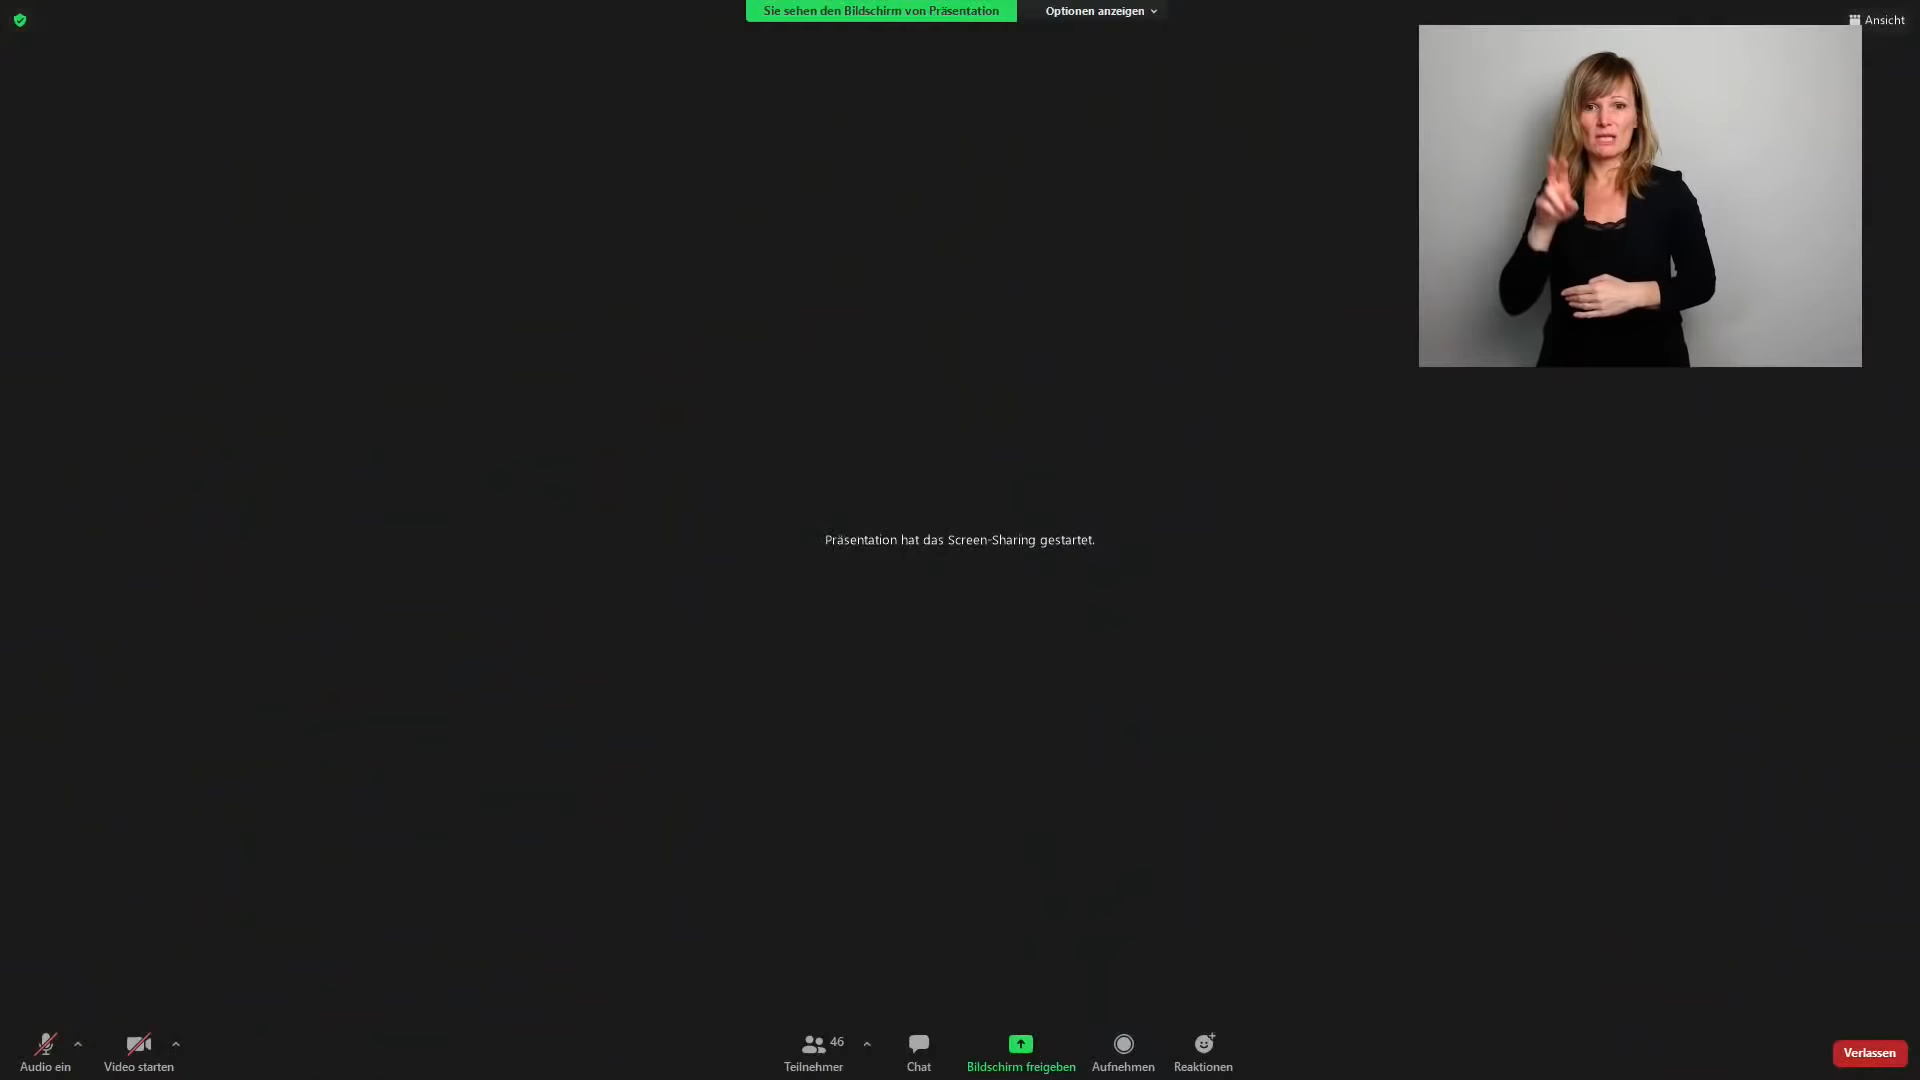 Sie sehen den Bildschirm von Präsentation
Optionen anzeigen
Ansicht
Präsentation hat das Screen-Sharing gestartet.
46
Audio ein
Video starten
Teilnehmer
Chat
Bildschirm freigeben
Aufnehmen
Reaktionen
Verlassen